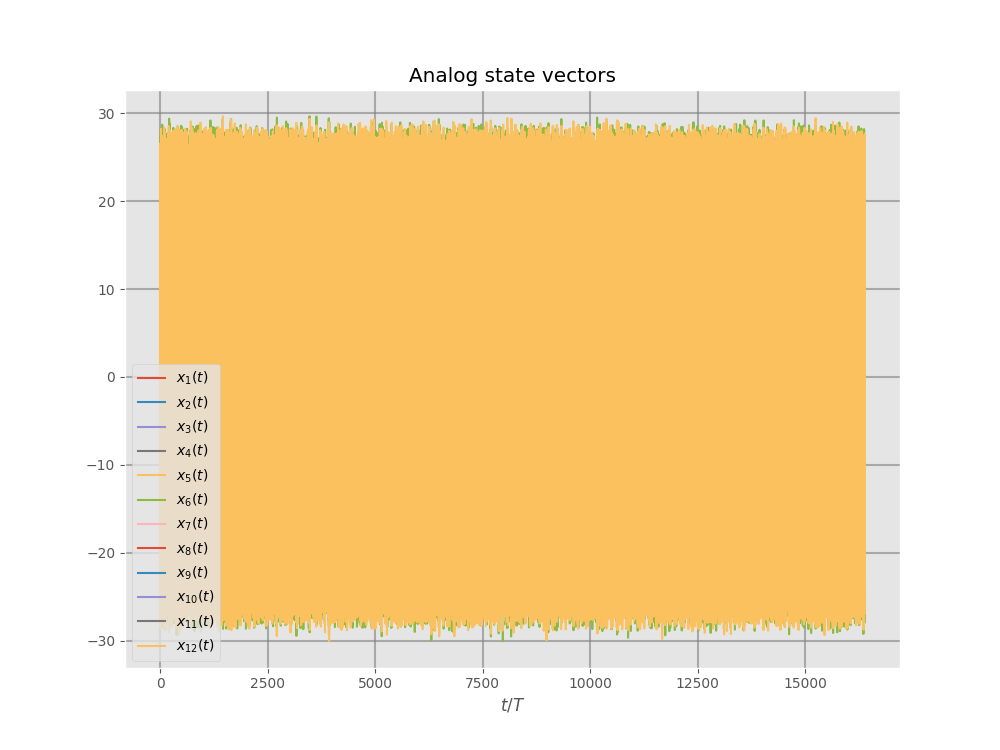 Analog state vectors
30
20
10
0
−10
−20
−30
x₁(t)
x₂(t)
x₃(t)
x₄(t)
x₅(t)
x₆(t)
x₇(t)
x₈(t)
x₉(t)
x₁₀(t)
x₁₁(t)
x₁₂(t)
0 2500 5000 7500 10000 12500 15000
t/T